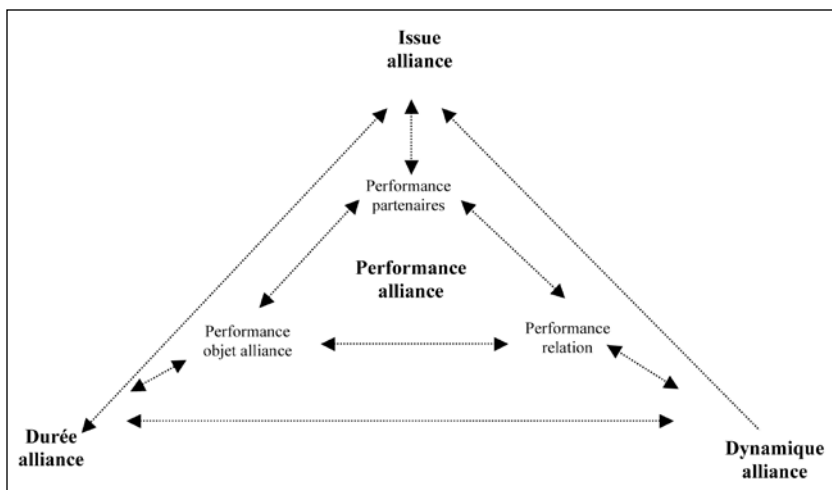 Issue
alliance
Performance
partenaires
Performance
alliance
Performance
objet alliance
Performance
relation
Durée
alliance
Dynamique
alliance